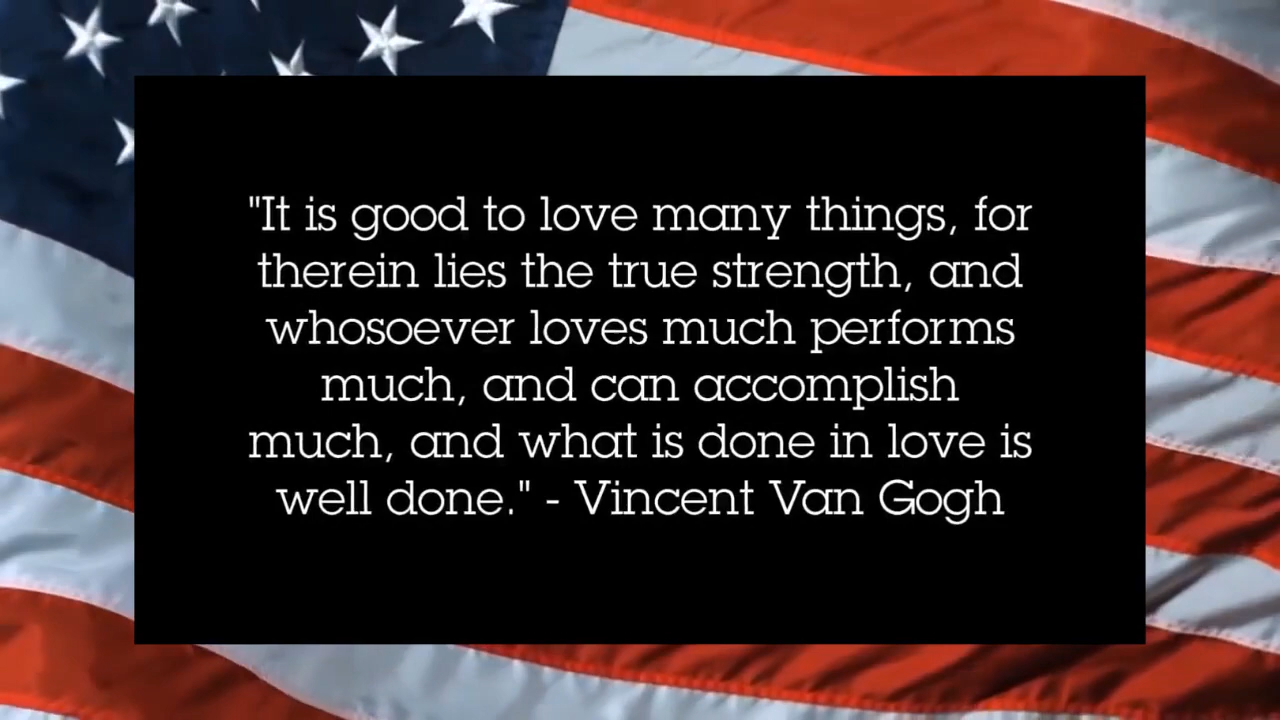 "It is good to love many things, for
therein lies the true strength, and
whosoever loves much performs
much, and can accomplish
much, and what is done in love is
well done." - Vincent Van Gogh